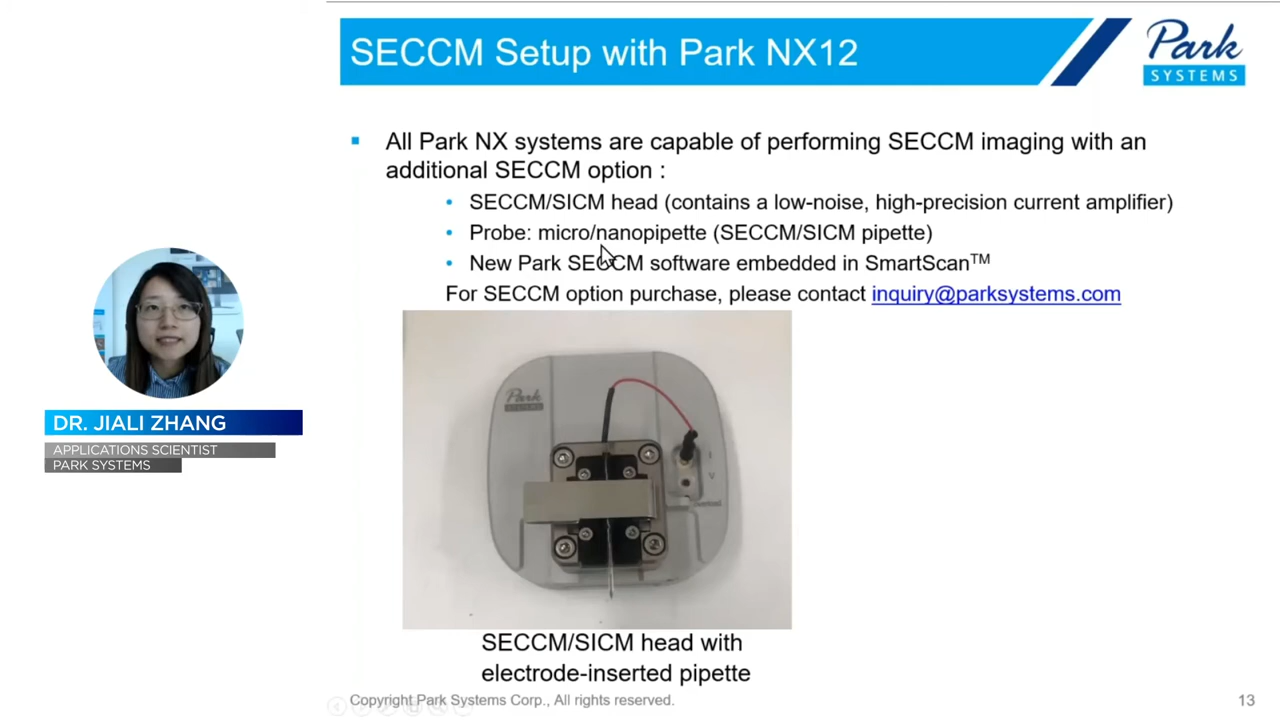 SECCM Setup with Park NX12
Park
SYSTEMS
All Park NX systems are capable of performing SECCM imaging with an
additional SECCM option :
• SECCM/SICM head (contains a low-noise, high-precision current amplifier)
• Probe: micro/nanopipette (SECCM/SICM pipette)
• New Park SECCM software embedded in SmartScan™
For SECCM option purchase, please contact inquiry@parksystems.com
DR. JIALI ZHANG
APPLICATIONS SCIENTIST
PARK SYSTEMS
Park
SYSTEMS
SECCM/SICM head with
electrode-inserted pipette
Copyright Park Systems Corp., All rights reserved.
13